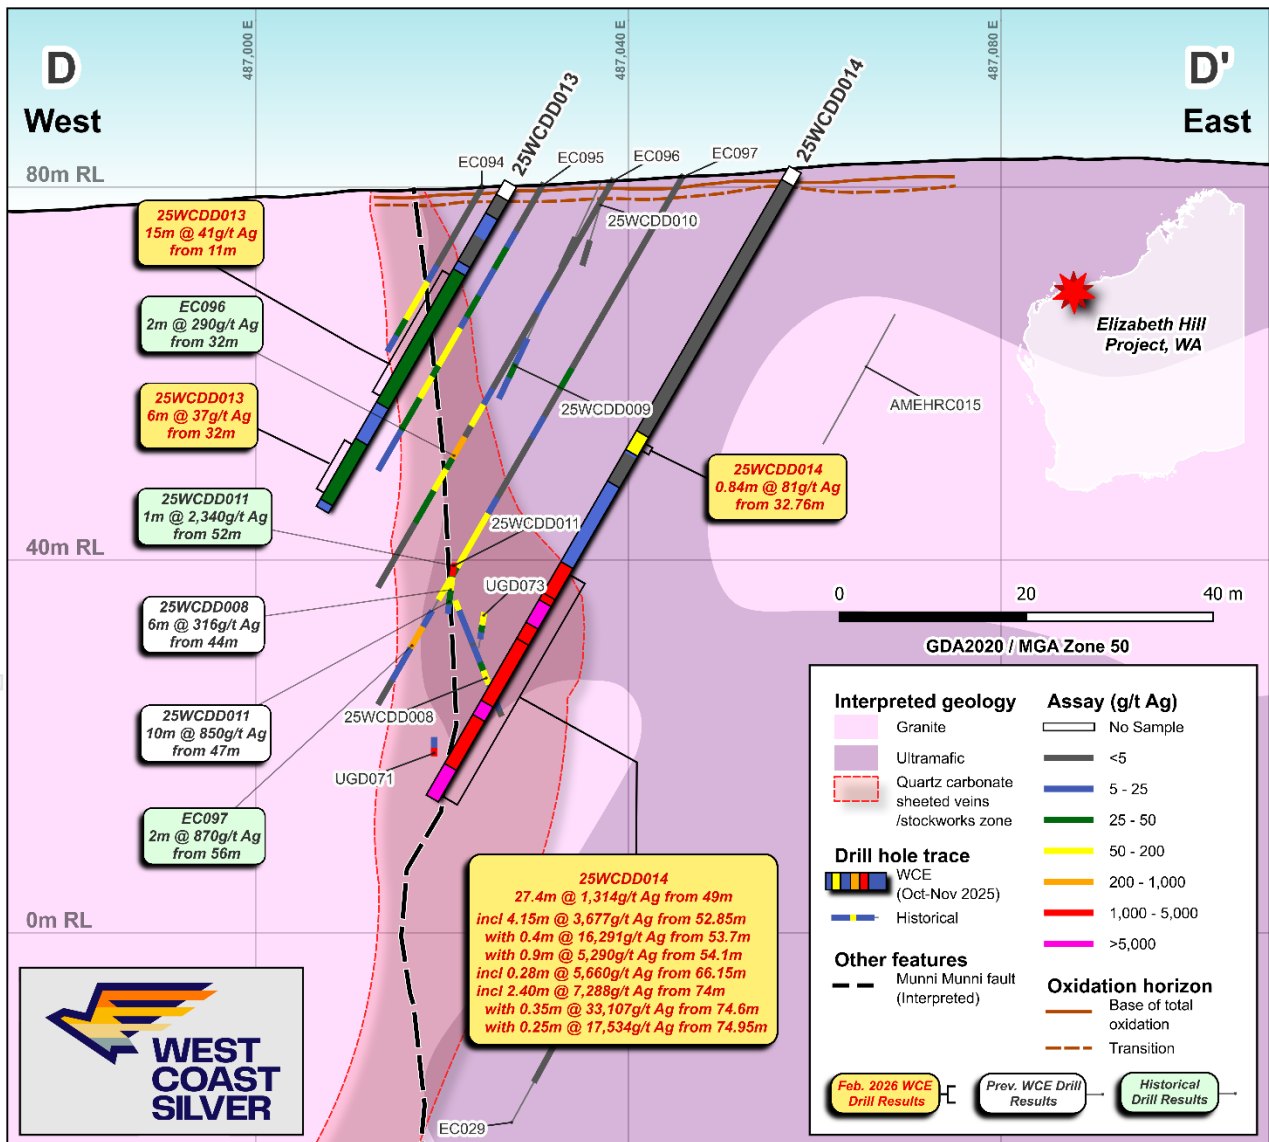 D
West
D'
East
487,000 E
487,040 E
487,080 E
80m RL
40m RL
0m RL
EC094
25WCDD013
EC095
EC096
EC097
25WCDD014
25WCDD010
25WCDD009
25WCDD011
UGD073
25WCDD008
UGD071
EC029
AMEHRC015
Elizabeth Hill
Project, WA
25WCDD013
15m @ 41g/t Ag
from 11m
EC096
2m @ 290g/t Ag
from 32m
25WCDD013
6m @ 37g/t Ag
from 32m
25WCDD011
1m @ 2,340g/t Ag
from 52m
25WCDD008
6m @ 316g/t Ag
from 44m
25WCDD011
10m @ 850g/t Ag
from 47m
EC097
2m @ 870g/t Ag
from 56m
25WCDD014
0.84m @ 81g/t Ag
from 32.76m
25WCDD014
27.4m @ 1,314g/t Ag from 49m
incl 4.15m @ 3,677g/t Ag from 52.85m
with 0.4m @ 16,291g/t Ag from 53.7m
with 0.9m @ 5,290g/t Ag from 54.1m
incl 0.28m @ 5,660g/t Ag from 66.15m
incl 2.40m @ 7,288g/t Ag from 74m
with 0.35m @ 33,107g/t Ag from 74.6m
with 0.25m @ 17,534g/t Ag from 74.95m
0 20 40 m
GDA2020 / MGA Zone 50
Interpreted geology
Granite
Ultramafic
Quartz carbonate
sheeted veins
/stockworks zone
Drill hole trace
WCE
(Oct-Nov 2025)
Historical
Other features
Munni Munni fault
(Interpreted)
Assay (g/t Ag)
No Sample
<5
5 - 25
25 - 50
50 - 200
200 - 1,000
1,000 - 5,000
>5,000
Oxidation horizon
Base of total
oxidation
Transition
Feb. 2026 WCE
Drill Results
Prev. WCE Drill
Results
Historical
Drill Results
WEST
COAST
SILVER